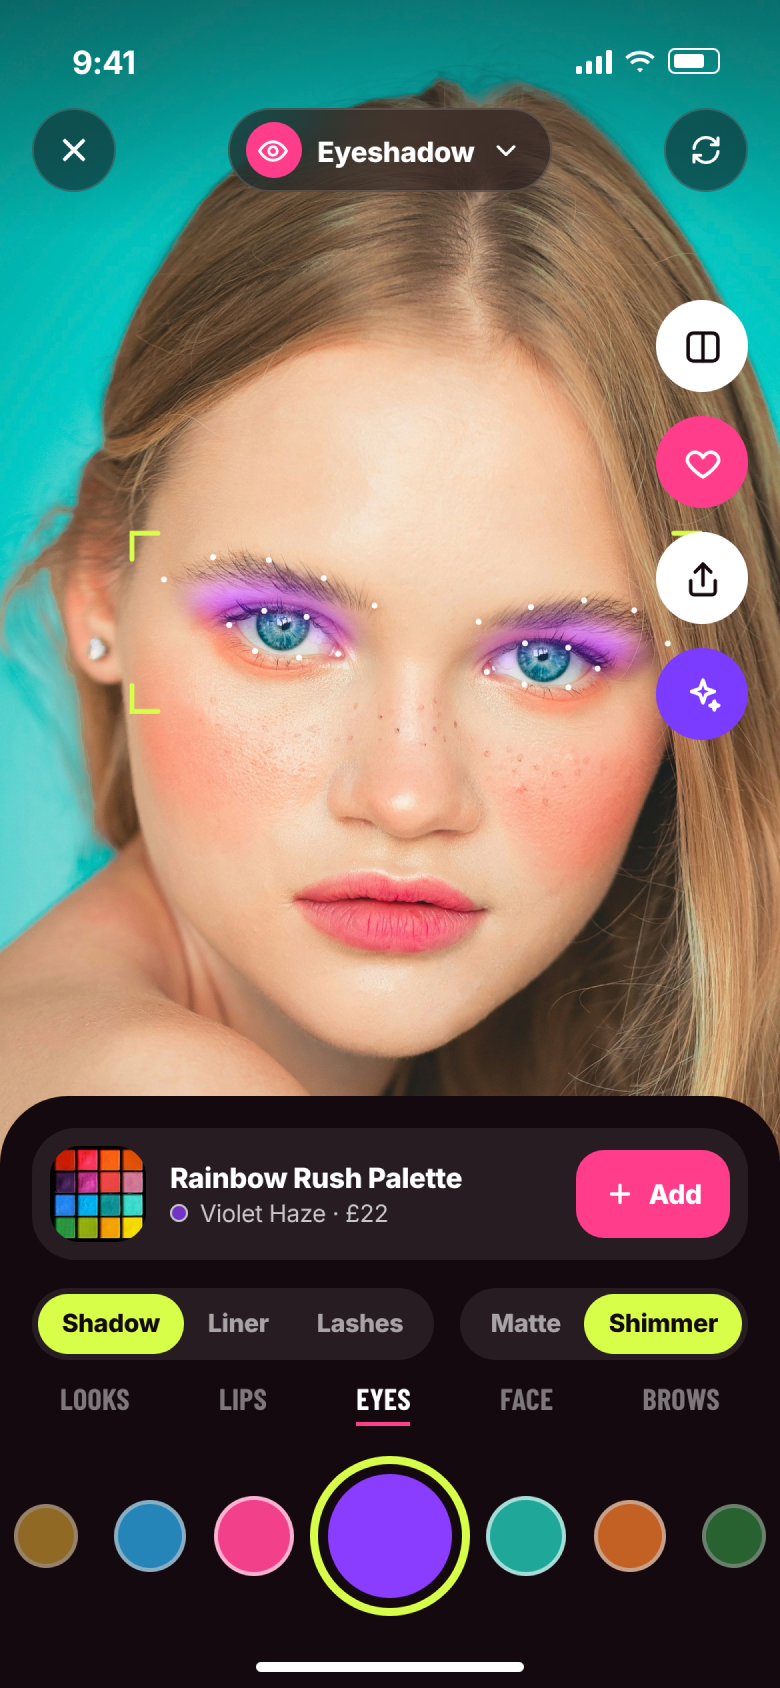 9:41
Eyeshadow
Rainbow Rush Palette
Violet Haze · £22
Add
Shadow
Liner
Lashes
Matte
Shimmer
LOOKS
LIPS
EYES
FACE
BROWS